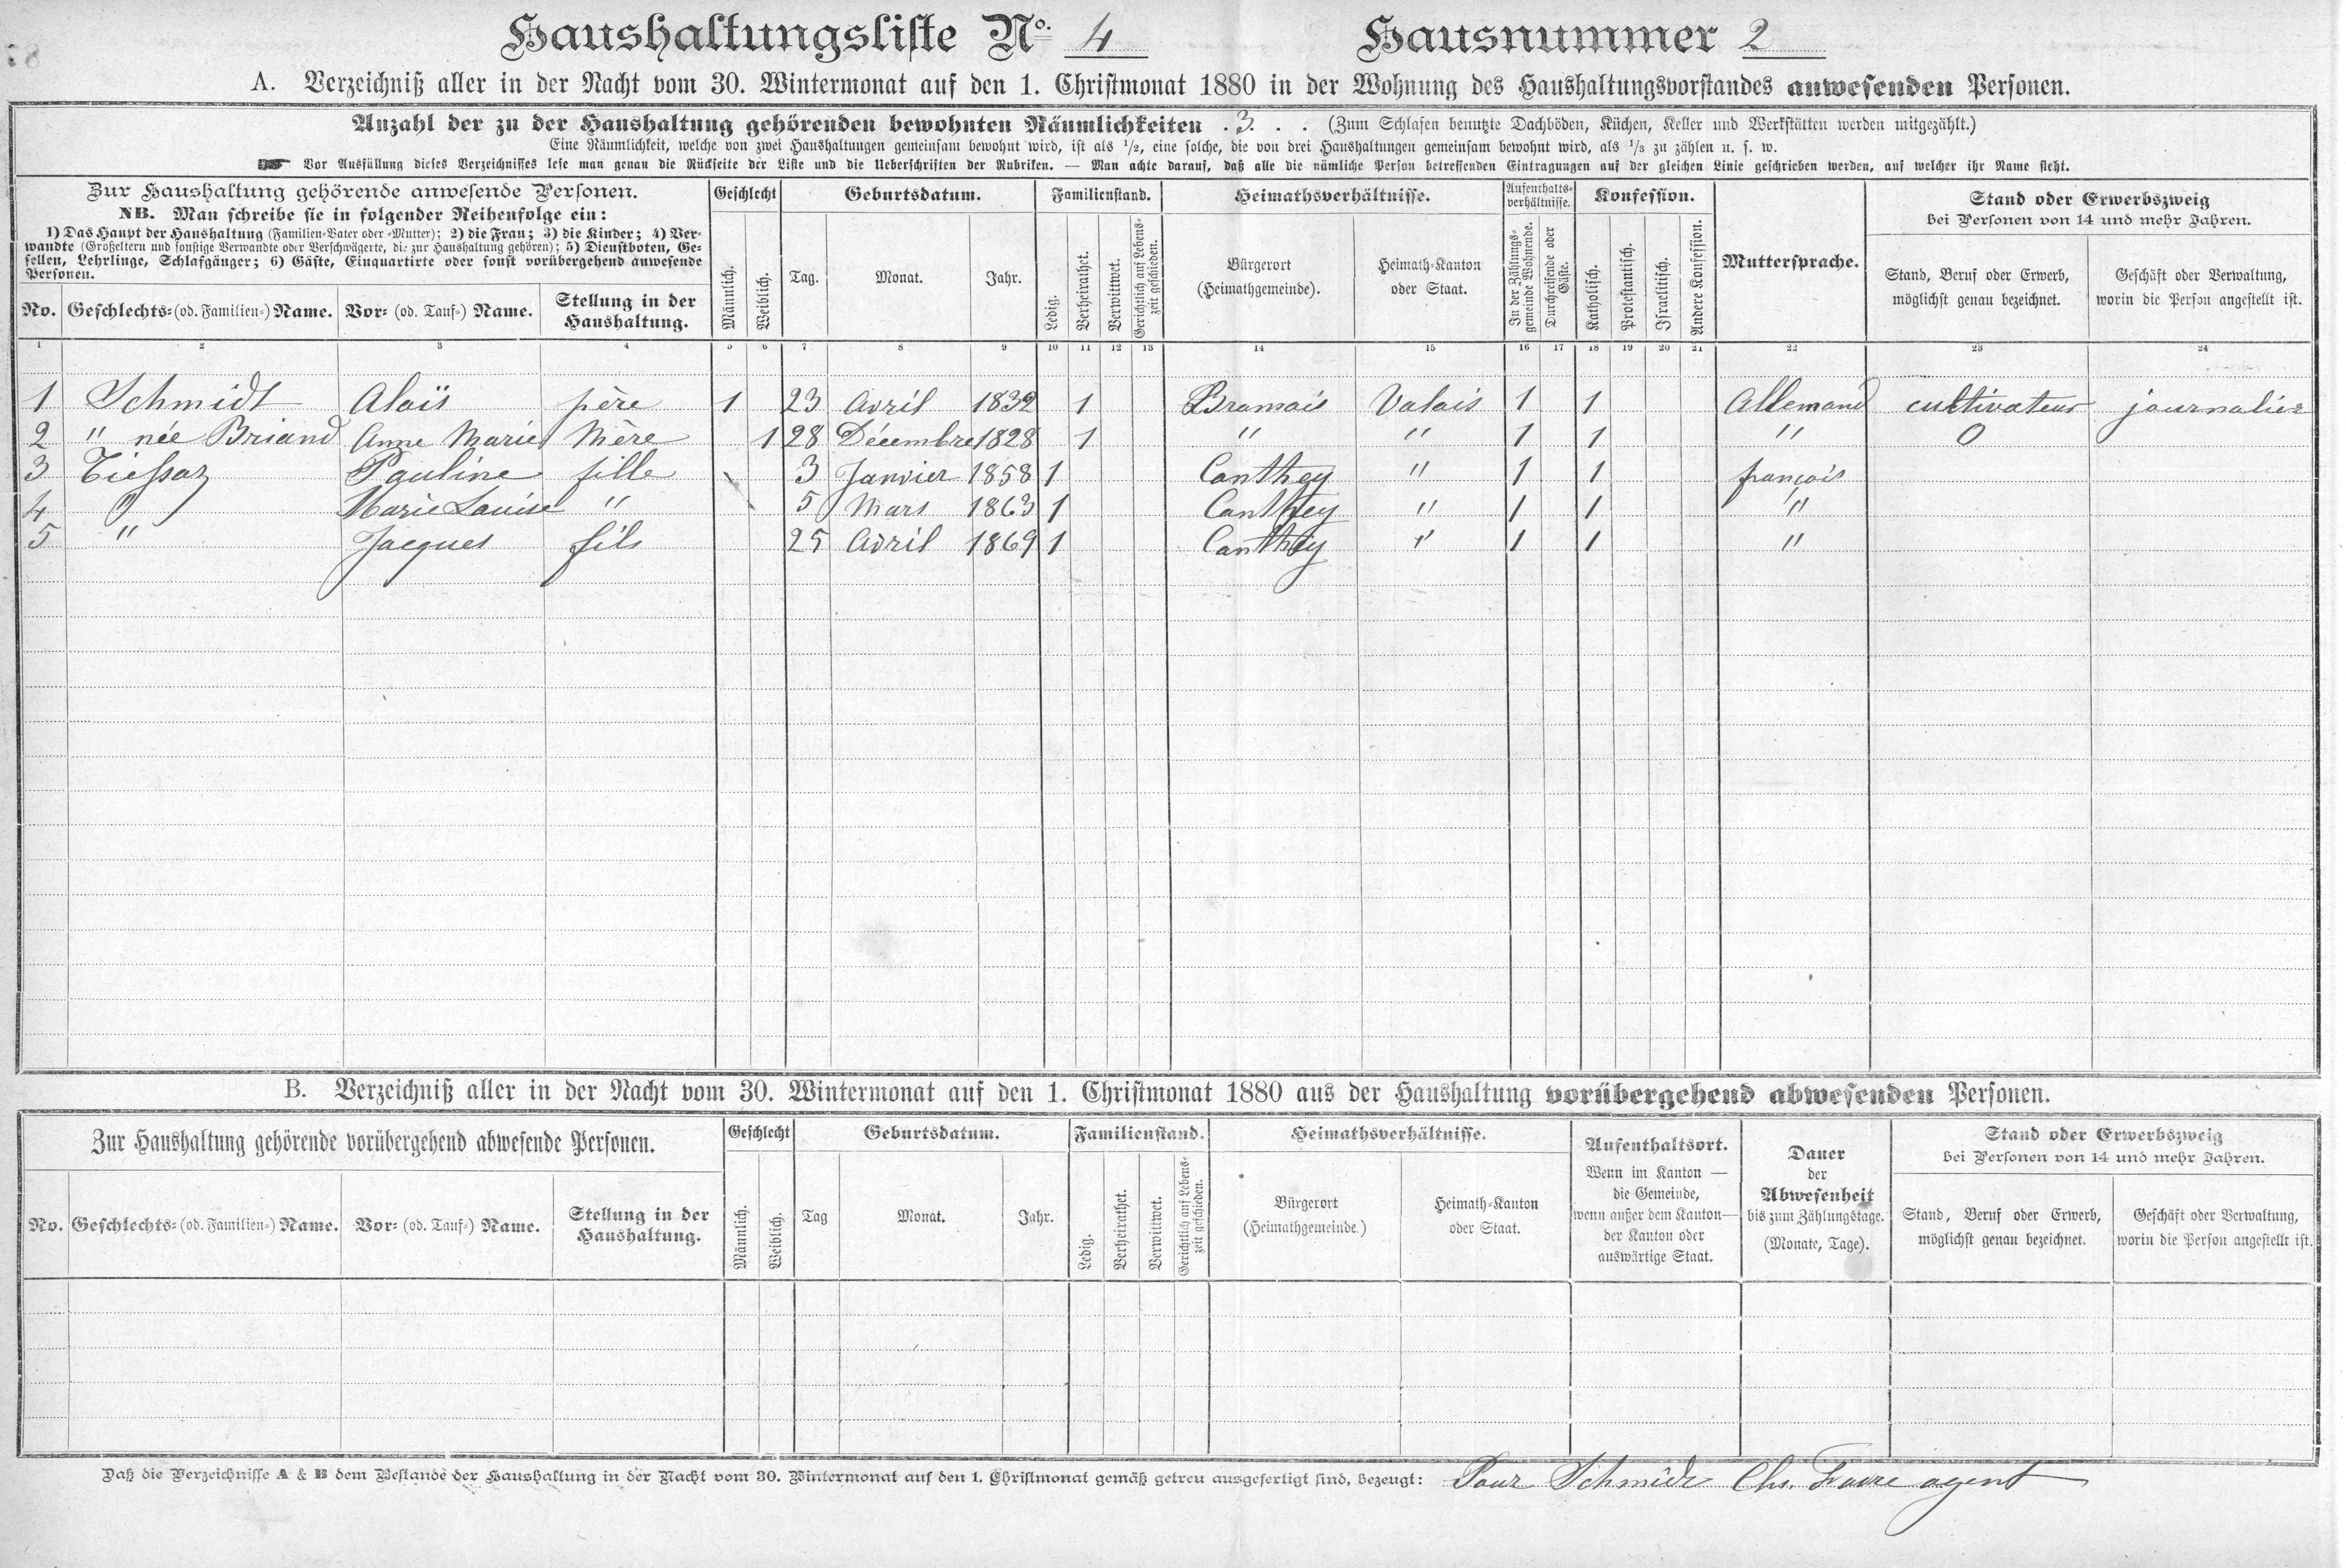 Haushaltungsliste No. 4 Hausnummer 2
A. Verzeichniß aller in der Nacht vom 30. Wintermonat auf den 1. Christmonat 1880 in der Wohnung des Haushaltungsvorstandes anwesenden Personen.
Anzahl der zu der Haushaltung gehörenden bewohnten Räumlichkeiten . 3 . . (Zum Schlafen benutzte Dachböden, Küchen, Keller und Werkstätten werden mitgezählt.)
Eine Räumlichkeit, welche von zwei Haushaltungen gemeinsam bewohnt wird, ist als 1/2, eine solche, die von drei Haushaltungen gemeinsam bewohnt wird, als 1/3 zu zählen u. s. w.
☛ Vor Ausfüllung dieses Verzeichnisses lese man genau die Rückseite der Liste und die Ueberschriften der Rubriken. — Man achte darauf, daß alle die nämliche Person betreffenden Eintragungen auf der gleichen Linie geschrieben werden, auf welcher ihr Name steht.
Zur Haushaltung gehörende anwesende Personen.
NB. Man schreibe sie in folgender Reihenfolge ein:
1) Das Haupt der Haushaltung (Familien-Vater oder -Mutter); 2) die Frau; 3) die Kinder; 4) Ver-
wandte (Großeltern und sonstige Verwandte oder Verschwägerte, die zur Haushaltung gehören); 5) Dienstboten, Ge-
sellen, Lehrlinge, Schlafgänger; 6) Gäste, Einquartirte oder sonst vorübergehend anwesende
Personen.
No. Geschlechts- (od. Familien-) Name. Vor- (od. Tauf-) Name. Stellung in der Haushaltung.
Geschlecht
Männlich. Weiblich.
Geburtsdatum.
Tag. Monat. Jahr.
Familienstand.
Ledig. Verheirathet. Verwittwet. Gerichtlich auf Lebens-
zeit geschieden.
Heimathsverhältnisse.
Bürgerort
(Heimathgemeinde).
Heimath-Kanton
oder Staat.
Aufenthalts-
verhältnisse.
In der Zählungs-
gemeinde Wohnende.
Durchreisende oder
Gäste.
Konfession.
Katholisch. Protestantisch. Israelitisch. Andere Konfession.
Muttersprache.
Stand oder Erwerbszweig
bei Personen von 14 und mehr Jahren.
Stand, Beruf oder Erwerb,
möglichst genau bezeichnet.
Geschäft oder Verwaltung,
worin die Person angestellt ist.
1 2 3 4 5 6 7 8 9 10 11 12 13 14 15 16 17 18 19 20 21 22 23 24
1 Schmidt Aloïs père 1 23 Avril 1832 1 Bramois Valais 1 1 Allemand cultivateur journalier
2 " née Briand Anne Marie Mère 1 28 Décembre 1828 1 " " 1 1 " 0
3 Tiessaz Pauline fille 3 Janvier 1858 1 Conthey " 1 1 françois
4 " Marie Louise " 5 Mars 1863 1 Conthey " 1 1 "
5 " Jacques fils 25 Avril 1869 1 Conthey " 1 1 "
B. Verzeichniß aller in der Nacht vom 30. Wintermonat auf den 1. Christmonat 1880 aus der Haushaltung vorübergehend abwesenden Personen.
Zur Haushaltung gehörende vorübergehend abwesende Personen.
No. Geschlechts- (od. Familien-) Name. Vor- (od. Tauf-) Name. Stellung in der Haushaltung.
Geschlecht
Männlich. Weiblich.
Geburtsdatum.
Tag Monat. Jahr.
Familienstand.
Ledig. Verheirathet. Verwittwet. Gerichtlich auf Lebens-
zeit geschieden.
Heimathsverhältnisse.
Bürgerort
(Heimathgemeinde.)
Heimath-Kanton
oder Staat.
Aufenthaltsort.
Wenn im Kanton —
die Gemeinde,
wenn außer dem Kanton—
der Kanton oder
auswärtige Staat.
Dauer
der
Abwesenheit
bis zum Zählungstage.
(Monate, Tage).
Stand oder Erwerbszweig
bei Personen von 14 und mehr Jahren.
Stand, Beruf oder Erwerb,
möglichst genau bezeichnet.
Geschäft oder Verwaltung,
worin die Person angestellt ist.
Daß die Verzeichnisse A & B dem Bestande der Haushaltung in der Nacht vom 30. Wintermonat auf den 1. Christmonat gemäß getreu ausgefertigt sind, bezeugt: Pour Schmidt Chs. Favre agent